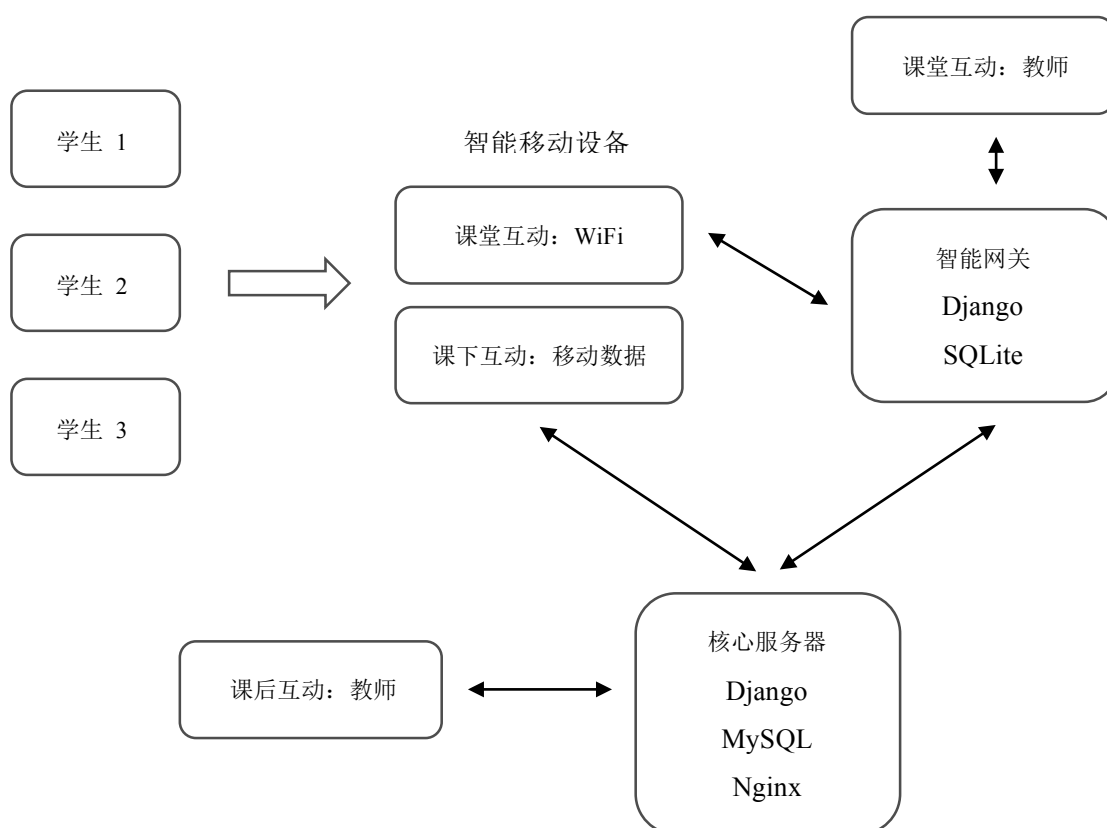 课堂互动：教师
学生 1
智能移动设备
课堂互动：WiFi
学生 2
智能网关
Django
SQLite
课下互动：移动数据
学生 3
核心服务器
Django
MySQL
Nginx
课后互动：教师